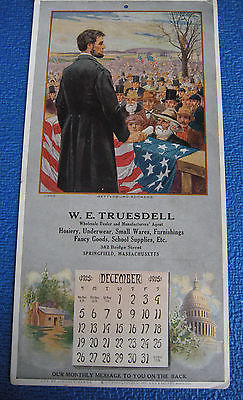 GETTYSBURG ADDRESS
W. E. TRUESDELL
Wholesale Dealer and Manufacturers' Agent
Hosiery, Underwear, Small Wares, Furnishings
Fancy Goods, School Supplies, Etc.
382 Bridge Street
SPRINGFIELD, MASSACHUSETTS
1925 DECEMBER 1925
S M T W T F S
1 2 3 4
5 6 7 8 9 10 11
12 13 14 15 16 17 18
19 20 21 22 23 24 25
26 27 28 29 30 31
OUR MONTHLY MESSAGE TO YOU ON THE BACK